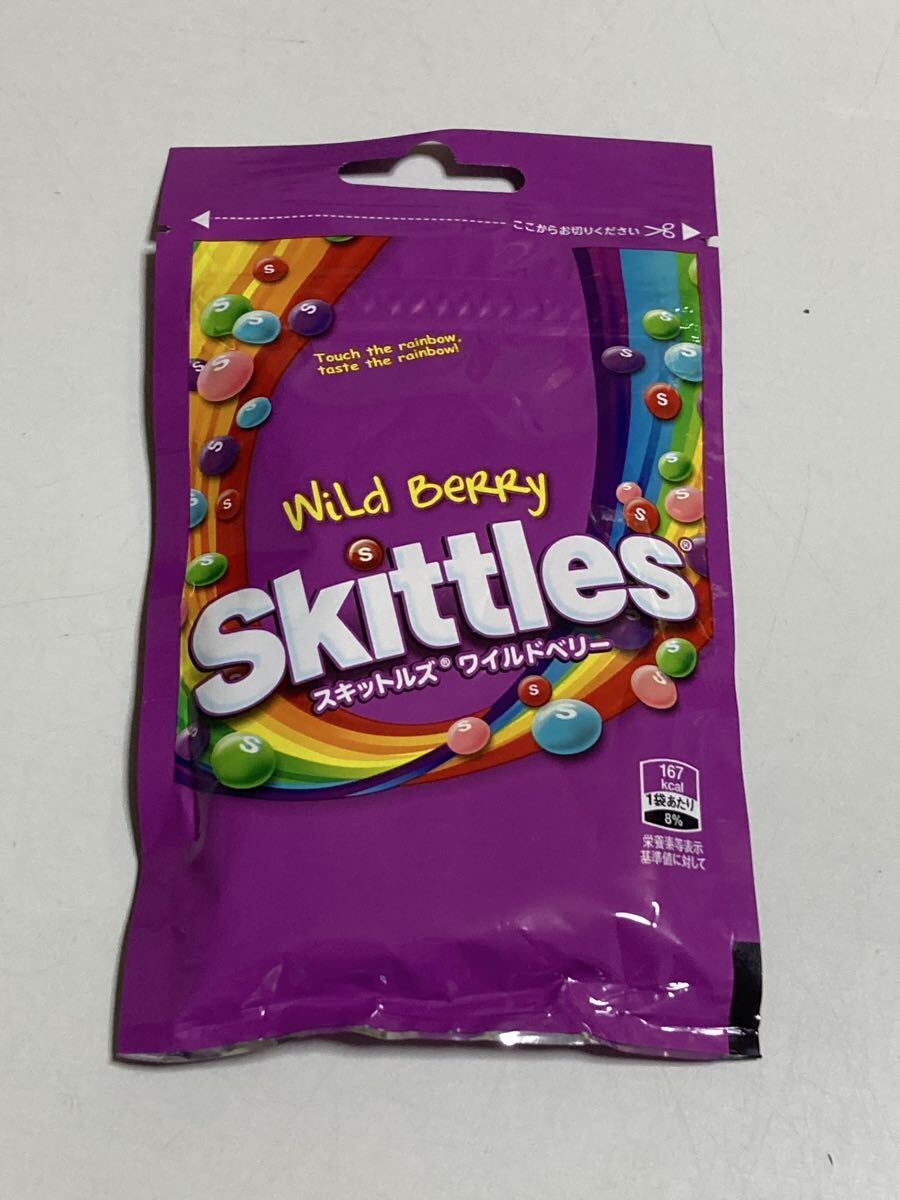 ここからお切りください
Touch the rainbow,
taste the rainbow!
Wild Berry
Skittles®
スキットルズ® ワイルドベリー
167
kcal
1袋あたり
8%
栄養素等表示
基準値に対して